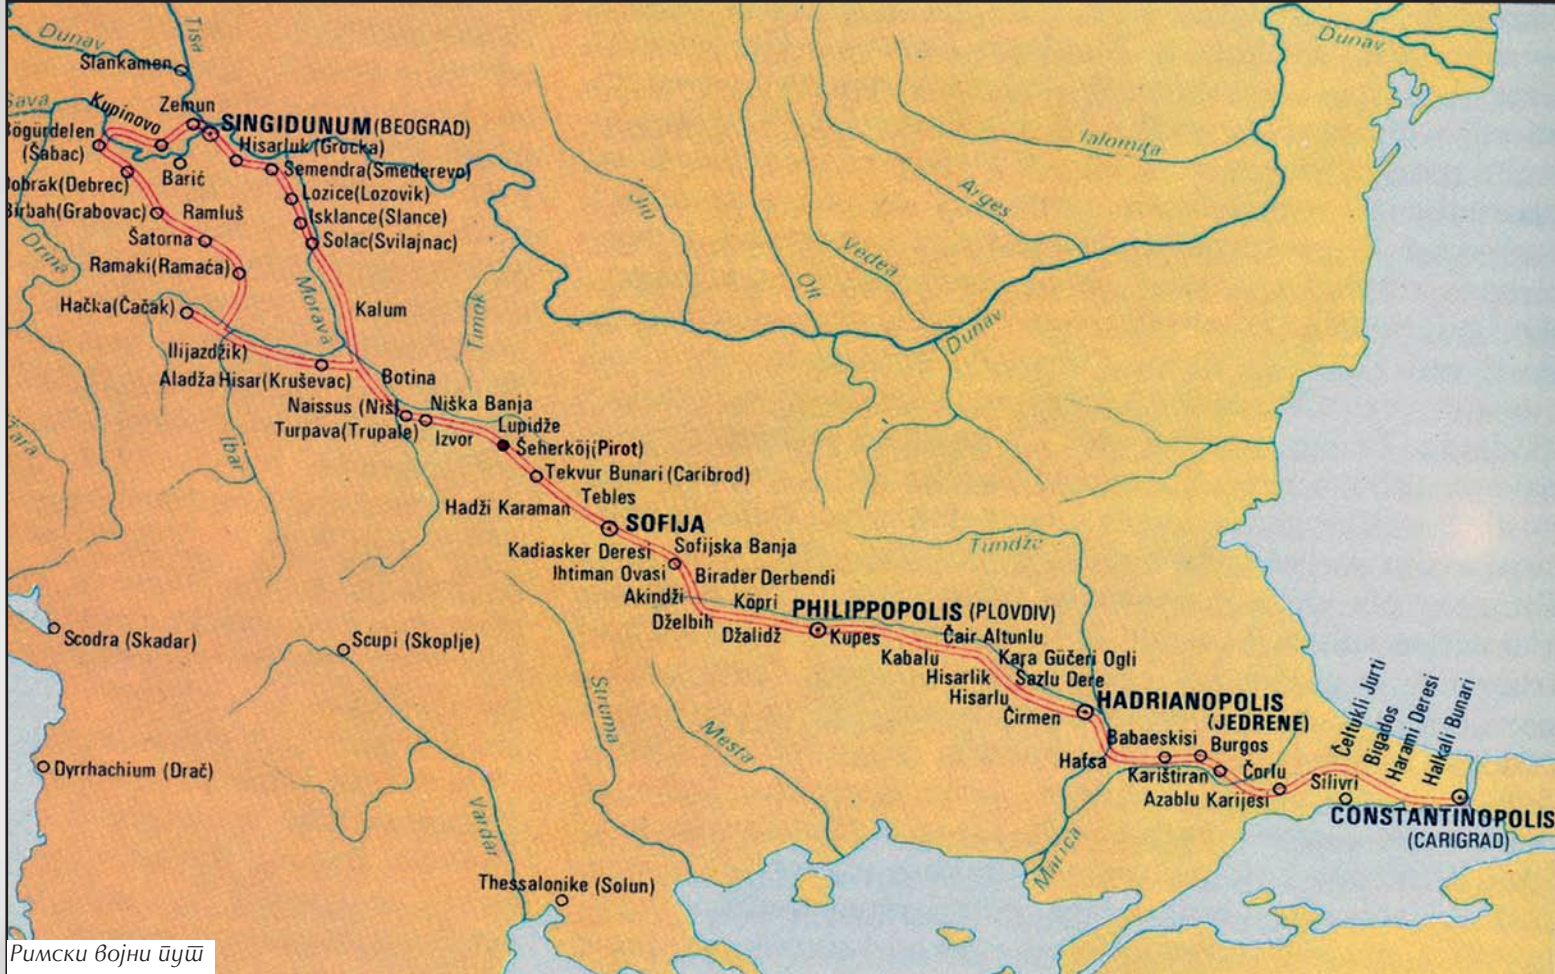 Dunav
Tisa
Slankamen
Sava
Kupinovo
Zemun
SINGIDUNUM (BEOGRAD)
Bögürdelen
(Šabac)
Hisarluk (Grocka)
Barić
Semendra (Smederevo)
Dobrak (Debrec)
Lozice (Lozovik)
Birbah (Grabovac)
Ramluš
Isklance (Slance)
Šatorna
Solac (Svilajnac)
Drina
Ramaki (Ramaća)
Morava
Hačka (Čačak)
Kalum
Timok
Ilijazdžik)
Aladža Hisar (Kruševac)
Botina
Naissus (Niš)
Niška Banja
Turpava (Trupale)
Izvor
Lupidže
Šeherköj (Pirot)
Ibar
Tekvur Bunari (Caribrod)
Tebles
Hadži Karaman
SOFIJA
Kadiasker Deresi
Sofijska Banja
Ihtiman Ovasi
Birader Derbendi
Akindži
Köpri
PHILIPPOPOLIS (PLOVDIV)
Dželbih
Džalidž
Kupes
Čair Altunlu
Kabalu
Kara Güčeri Ogli
Hisarlik
Sazlu Dere
Hisarlu
Čirmen
HADRIANOPOLIS
(JEDRENE)
Babaeskisi
Burgos
Hafsa
Karištiran
Čorlu
Azablu Karijesi
Silivri
Čeltukli Jurti
Bigados
Harami Deresi
Halkali Bunari
CONSTANTINOPOLIS
(CARIGRAD)
Jiu
Olt
Vedea
Arges
Ialomita
Dunav
Dunav
Tundže
Scodra (Skadar)
Scupi (Skoplje)
Struma
Mesta
Dyrrhachium (Drač)
Vardar
Marica
Thessalonike (Solun)
Римски војни пут